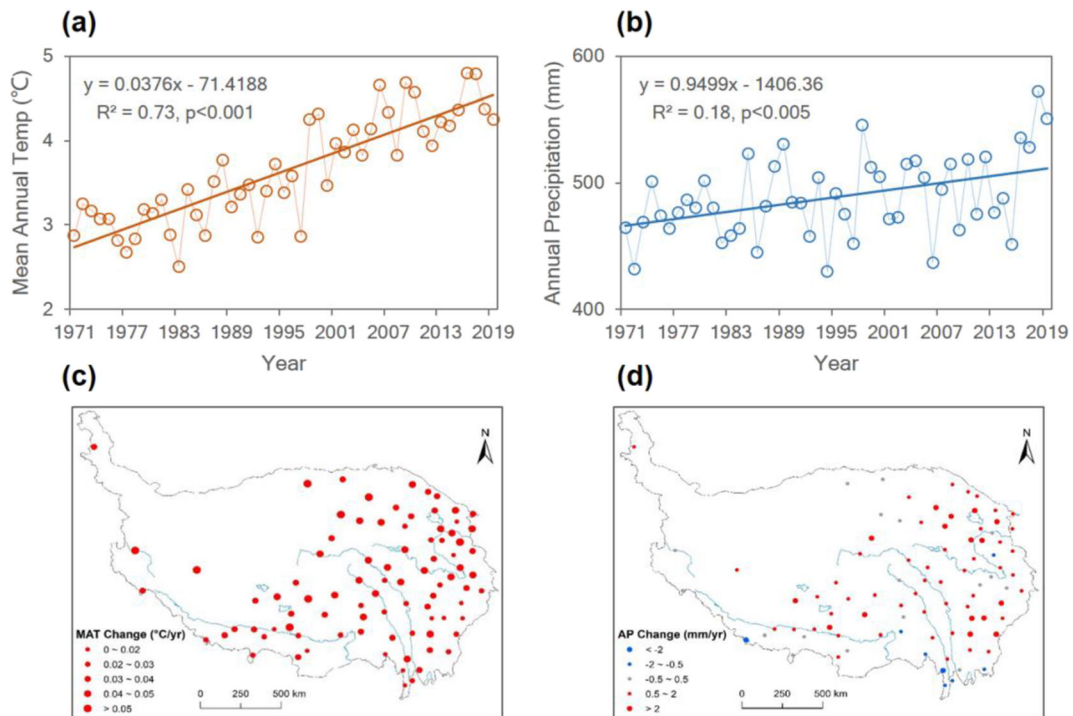 (a)
Mean Annual Temp (℃)
5
4
3
2
y = 0.0376x - 71.4188
R² = 0.73, p<0.001
1971 1977 1983 1989 1995 2001 2007 2013 2019
Year
(b)
Annual Precipitation (mm)
600
500
400
y = 0.9499x - 1406.36
R² = 0.18, p<0.005
1971 1977 1983 1989 1995 2001 2007 2013 2019
Year
(c)
N
MAT Change (°C/yr)
0 ~ 0.02
0.02 ~ 0.03
0.03 ~ 0.04
0.04 ~ 0.05
> 0.05
0 250 500 km
(d)
N
AP Change (mm/yr)
< -2
-2 ~ -0.5
-0.5 ~ 0.5
0.5 ~ 2
> 2
0 250 500 km